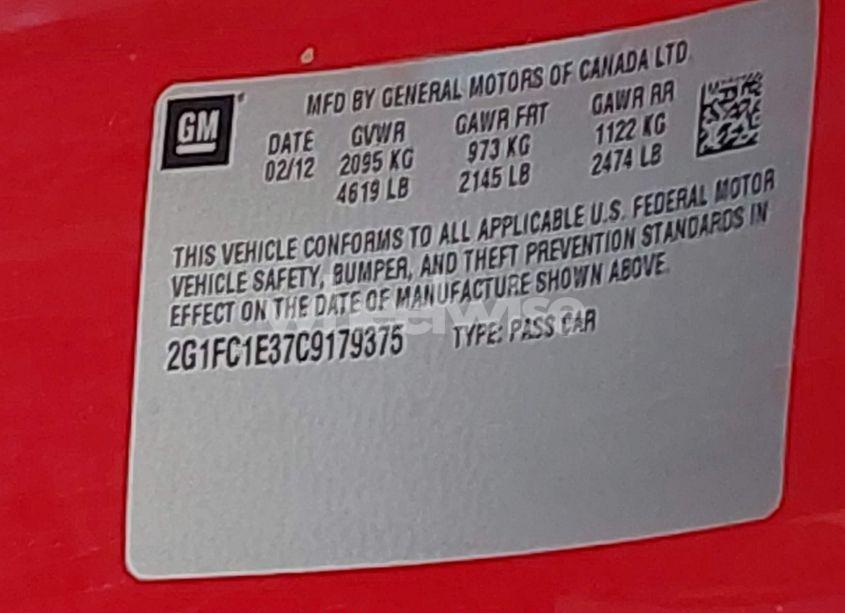 MFD BY GENERAL MOTORS OF CANADA LTD.
GM
DATE GVWR GAWR FRT GAWR RR
02/12 2095 KG 973 KG 1122 KG
4619 LB 2145 LB 2474 LB
THIS VEHICLE CONFORMS TO ALL APPLICABLE U.S. FEDERAL MOTOR
VEHICLE SAFETY, BUMPER, AND THEFT PREVENTION STANDARDS IN
EFFECT ON THE DATE OF MANUFACTURE SHOWN ABOVE.
wheelwise
2G1FC1E37C9179375 TYPE: PASS CAR